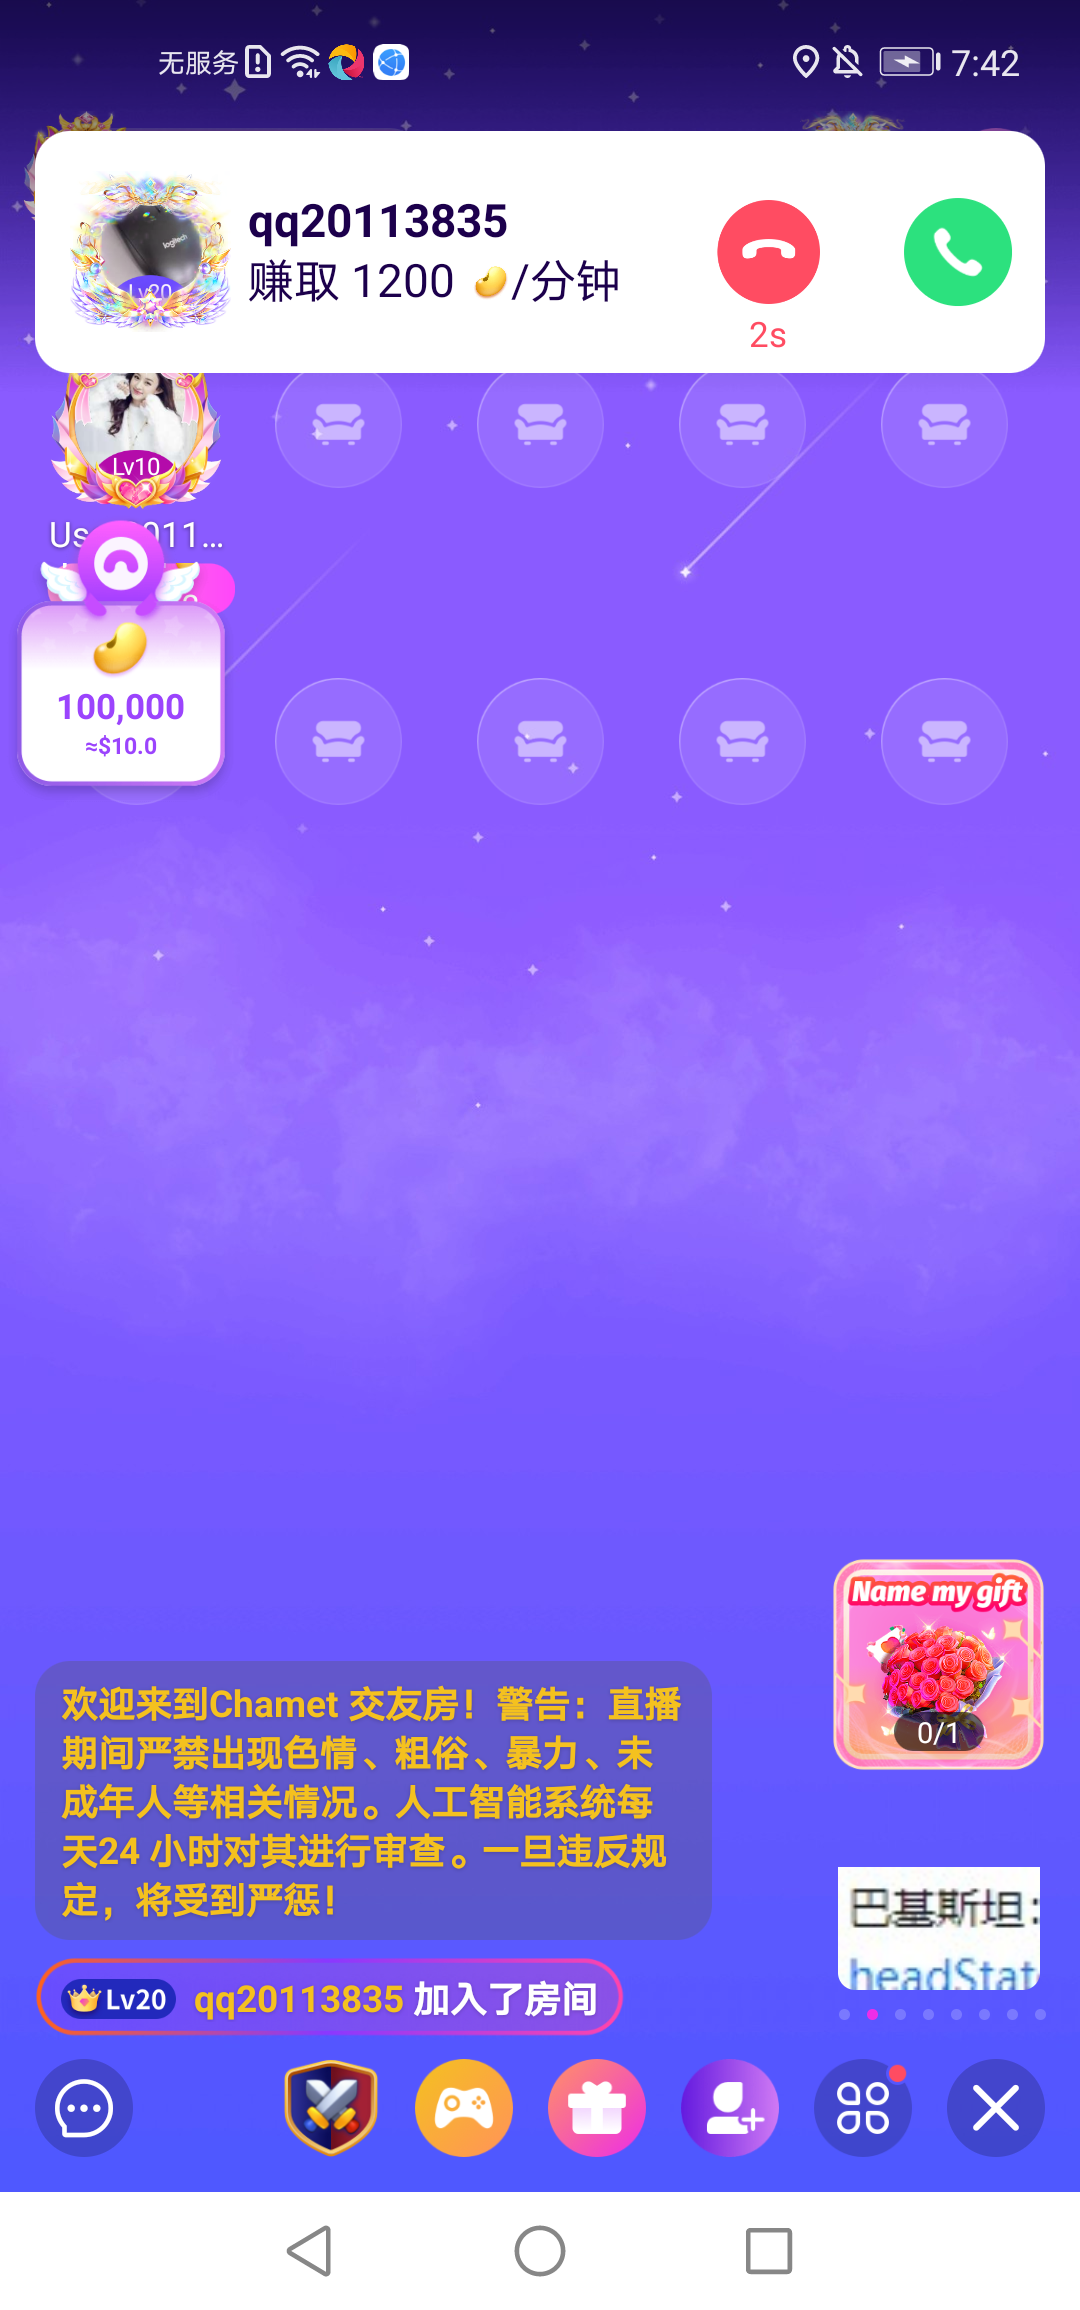 无服务
7:42
qq20113835
赚取 1200 /分钟
2s
Lv20
logitech
Lv10
100,000
≈$10.0
Name my gift
0/1
欢迎来到Chamet 交友房！警告：直播
期间严禁出现色情、粗俗、暴力、未
成年人等相关情况。人工智能系统每
天24 小时对其进行审查。一旦违反规
定，将受到严惩！
巴基斯坦：
headStat
Lv20 qq20113835 加入了房间